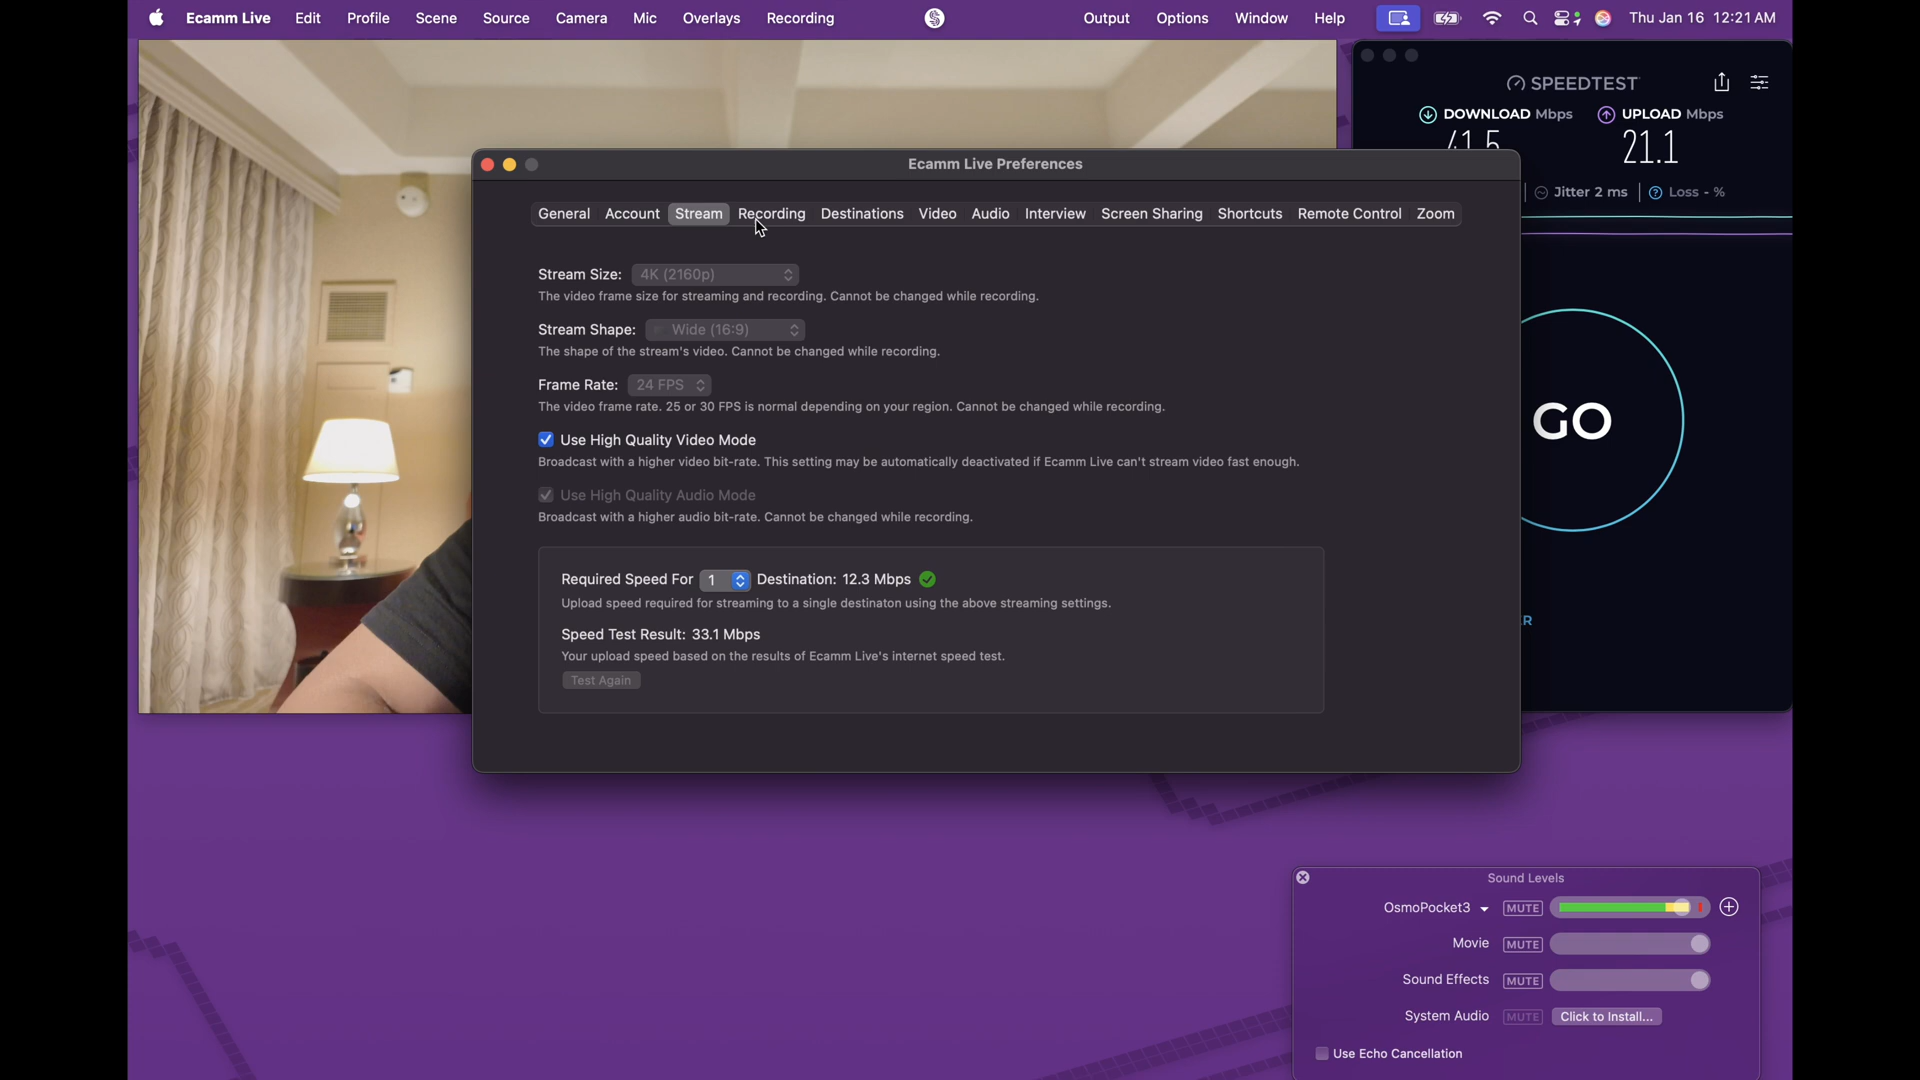 Ecamm Live Edit Profile Scene Source Camera Mic Overlays Recording Output Options Window Help Thu Jan 16 12:21 AM
SPEEDTEST
DOWNLOAD Mbps UPLOAD Mbps
41.5 21.1
Jitter 2 ms Loss - %
GO
Ecamm Live Preferences
General Account Stream Recording Destinations Video Audio Interview Screen Sharing Shortcuts Remote Control Zoom
Stream Size: 4K (2160p)
The video frame size for streaming and recording. Cannot be changed while recording.
Stream Shape: Wide (16:9)
The shape of the stream's video. Cannot be changed while recording.
Frame Rate: 24 FPS
The video frame rate. 25 or 30 FPS is normal depending on your region. Cannot be changed while recording.
Use High Quality Video Mode
Broadcast with a higher video bit-rate. This setting may be automatically deactivated if Ecamm Live can't stream video fast enough.
Use High Quality Audio Mode
Broadcast with a higher audio bit-rate. Cannot be changed while recording.
Required Speed For 1 Destination: 12.3 Mbps
Upload speed required for streaming to a single destinaton using the above streaming settings.
Speed Test Result: 33.1 Mbps
Your upload speed based on the results of Ecamm Live's internet speed test.
Test Again
Sound Levels
OsmoPocket3 MUTE
Movie MUTE
Sound Effects MUTE
System Audio MUTE Click to Install...
Use Echo Cancellation